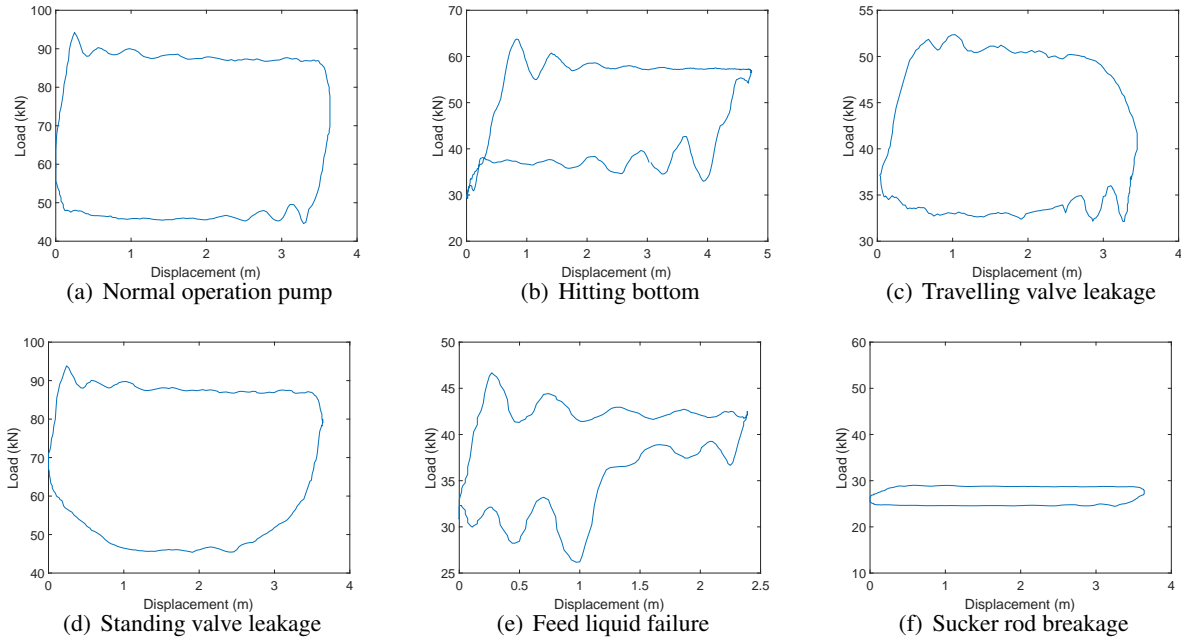 100
90
80
70
60
50
40
Load (kN)
0 1 2 3 4
Displacement (m)
(a) Normal operation pump
70
60
50
40
30
20
Load (kN)
0 1 2 3 4 5
Displacement (m)
(b) Hitting bottom
55
50
45
40
35
30
Load (kN)
0 1 2 3 4
Displacement (m)
(c) Travelling valve leakage
100
90
80
70
60
50
40
Load (kN)
0 1 2 3 4
Displacement (m)
(d) Standing valve leakage
50
45
40
35
30
25
Load (kN)
0 0.5 1 1.5 2 2.5
Displacement (m)
(e) Feed liquid failure
60
50
40
30
20
10
Load (kN)
0 1 2 3 4
Displacement (m)
(f) Sucker rod breakage